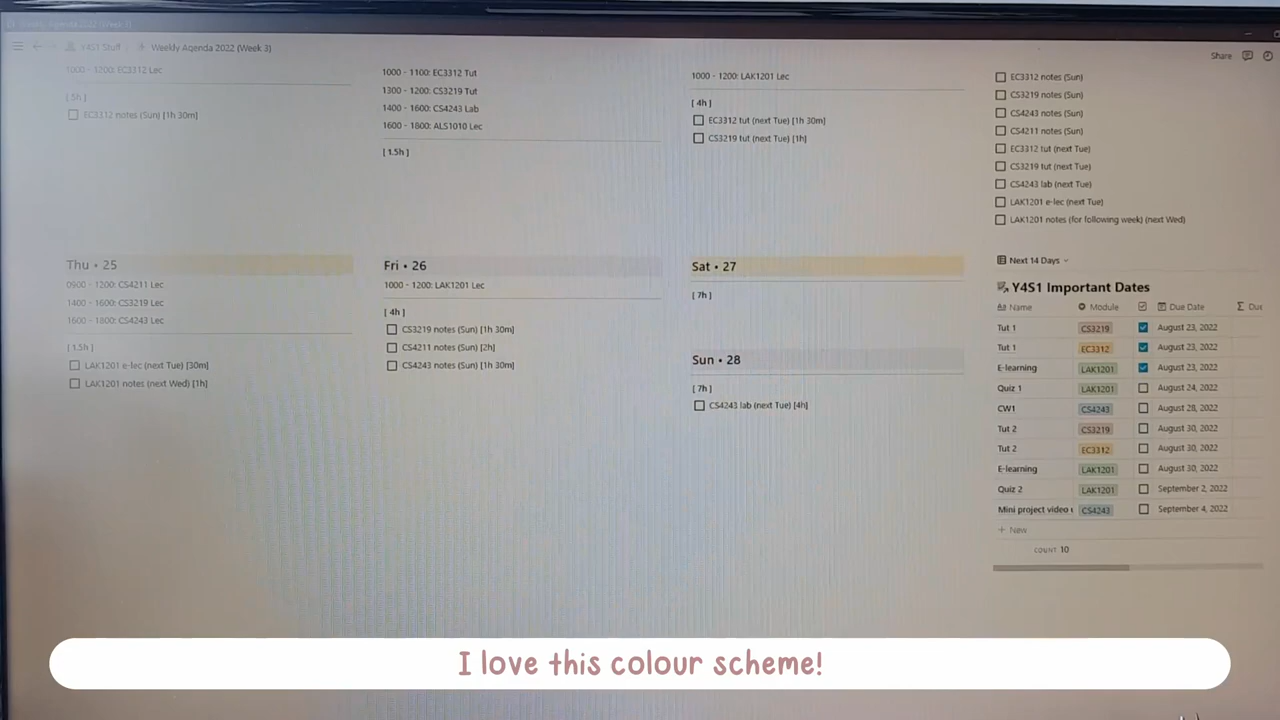 Weekly Agenda 2022 (Week 3)
Y4S1 Stuff
Weekly Agenda 2022 (Week 3)
Share
1000 - 1200: EC3312 Lec
[ 5h ]
EC3312 notes (Sun) [1h 30m]
1000 - 1100: EC3312 Tut
1300 - 1200: CS3219 Tut
1400 - 1600: CS4243 Lab
1600 - 1800: ALS1010 Lec
[ 1.5h ]
1000 - 1200: LAK1201 Lec
[ 4h ]
EC3312 tut (next Tue) [1h 30m]
CS3219 tut (next Tue) [1h]
Thu • 25
0900 - 1200: CS4211 Lec
1400 - 1600: CS3219 Lec
1600 - 1800: CS4243 Lec
[ 1.5h ]
LAK1201 e-lec (next Tue) [30m]
LAK1201 notes (next Wed) [1h]
Fri • 26
1000 - 1200: LAK1201 Lec
[ 4h ]
CS3219 notes (Sun) [1h 30m]
CS4211 notes (Sun) [2h]
CS4243 notes (Sun) [1h 30m]
Sat • 27
[ 7h ]
Sun • 28
[ 7h ]
CS4243 lab (next Tue) [4h]
EC3312 notes (Sun)
CS3219 notes (Sun)
CS4243 notes (Sun)
CS4211 notes (Sun)
EC3312 tut (next Tue)
CS3219 tut (next Tue)
CS4243 lab (next Tue)
LAK1201 e-lec (next Tue)
LAK1201 notes (for following week) (next Wed)
Next 14 Days
Y4S1 Important Dates
Aa Name Module Due Date Σ Due
Tut 1 CS3219 August 23, 2022
Tut 1 EC3312 August 23, 2022
E-learning LAK1201 August 23, 2022
Quiz 1 LAK1201 August 24, 2022
CW1 CS4243 August 28, 2022
Tut 2 CS3219 August 30, 2022
Tut 2 EC3312 August 30, 2022
E-learning LAK1201 August 30, 2022
Quiz 2 LAK1201 September 2, 2022
Mini project video CS4243 September 4, 2022
+ New
COUNT 10
I love this colour scheme!